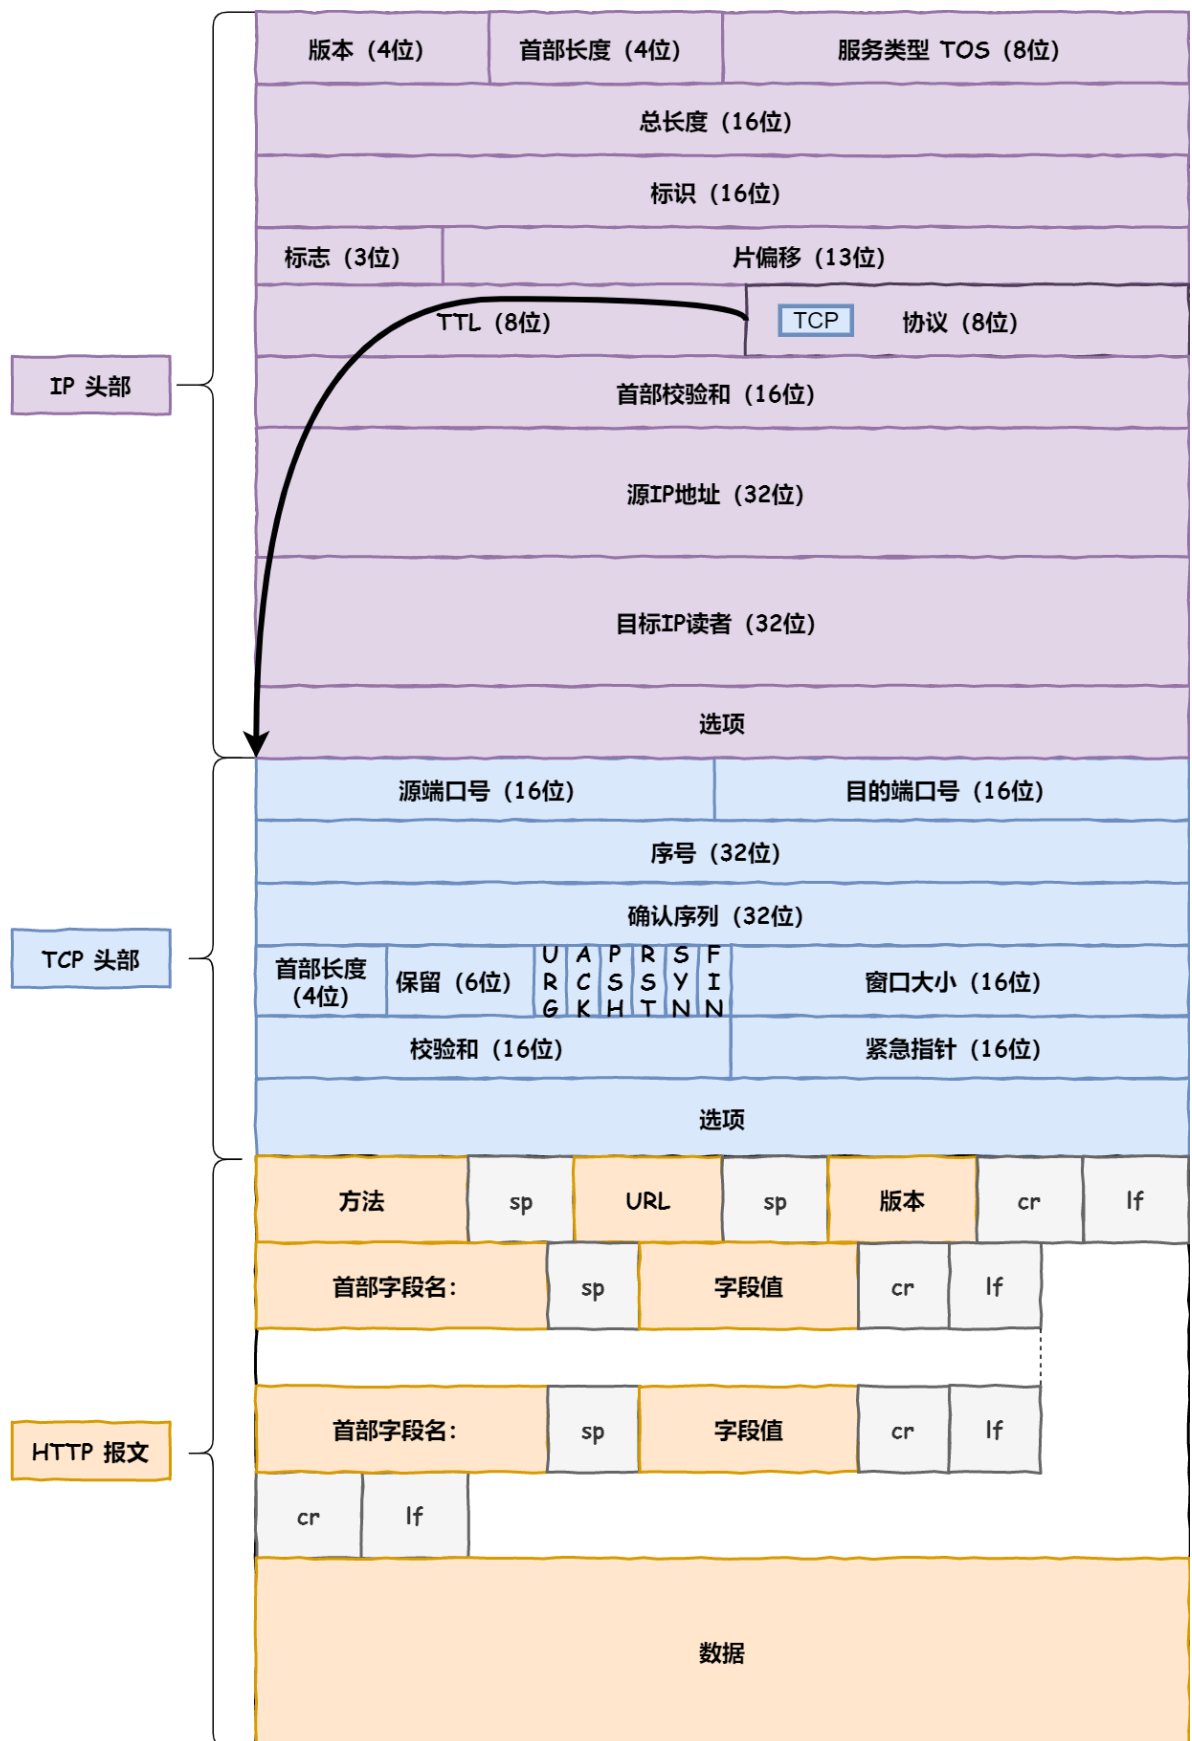 版本（4位）
首部长度（4位）
服务类型 TOS（8位）
总长度（16位）
标识（16位）
标志（3位）
片偏移（13位）
TTL（8位）
TCP
协议（8位）
IP 头部
首部校验和（16位）
源IP地址（32位）
目标IP读者（32位）
选项
源端口号（16位）
目的端口号（16位）
序号（32位）
确认序列（32位）
TCP 头部
首部长度
（4位）
保留（6位）
URG
ACK
PSH
RST
SYN
FIN
窗口大小（16位）
校验和（16位）
紧急指针（16位）
选项
方法
sp
URL
sp
版本
cr
lf
首部字段名：
sp
字段值
cr
lf
首部字段名：
sp
字段值
cr
lf
HTTP 报文
cr
lf
数据